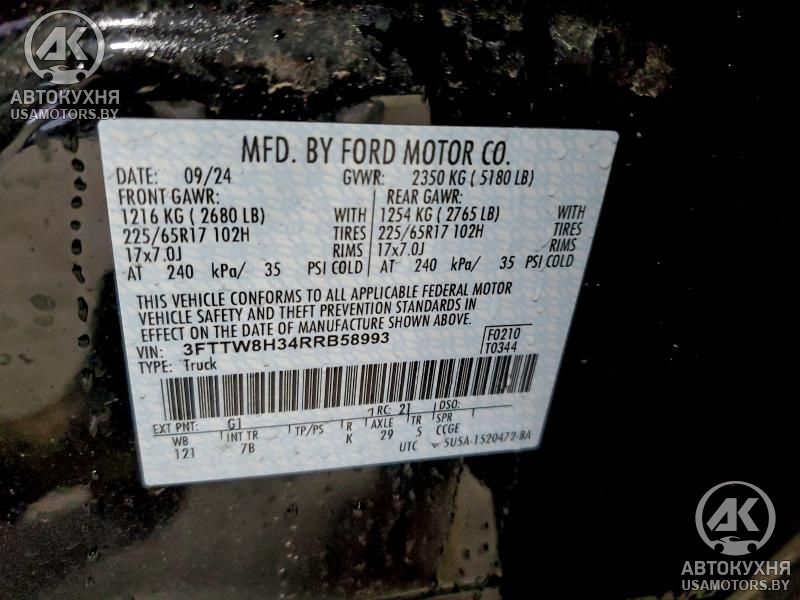 AK
АВТОКУХНЯ
USAMOTORS.BY
MFD. BY FORD MOTOR CO.
DATE: 09/24 GVWR: 2350 KG ( 5180 LB)
FRONT GAWR: REAR GAWR:
1216 KG ( 2680 LB) WITH 1254 KG ( 2765 LB) WITH
225/65R17 102H TIRES 225/65R17 102H TIRES
17x7.0J RIMS 17x7.0J RIMS
AT 240 kPa/ 35 PSI COLD AT 240 kPa/ 35 PSI COLD
THIS VEHICLE CONFORMS TO ALL APPLICABLE FEDERAL MOTOR
VEHICLE SAFETY AND THEFT PREVENTION STANDARDS IN
EFFECT ON THE DATE OF MANUFACTURE SHOWN ABOVE.
VIN: 3FTTW8H34RRB58993 F0210
TYPE: Truck T0344
EXT PNT: G1 RC: 21 DSO:
WB INT TR TP/PS R AXLE TR SPR
121 7B K 29 5 CCGE
UTC 5U5A-1520472-BA
AK
АВТОКУХНЯ
USAMOTORS.BY